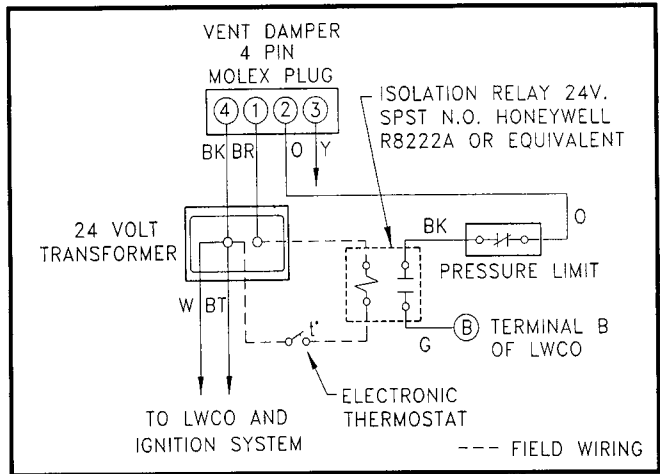 VENT DAMPER
4 PIN
MOLEX PLUG
4 1 2 3
BK BR O Y
ISOLATION RELAY 24V.
SPST N.O. HONEYWELL
R8222A OR EQUIVALENT
24 VOLT
TRANSFORMER
BK
O
PRESSURE LIMIT
W BT
t°
G
B TERMINAL B
OF LWCO
ELECTRONIC
THERMOSTAT
TO LWCO AND
IGNITION SYSTEM
--- FIELD WIRING